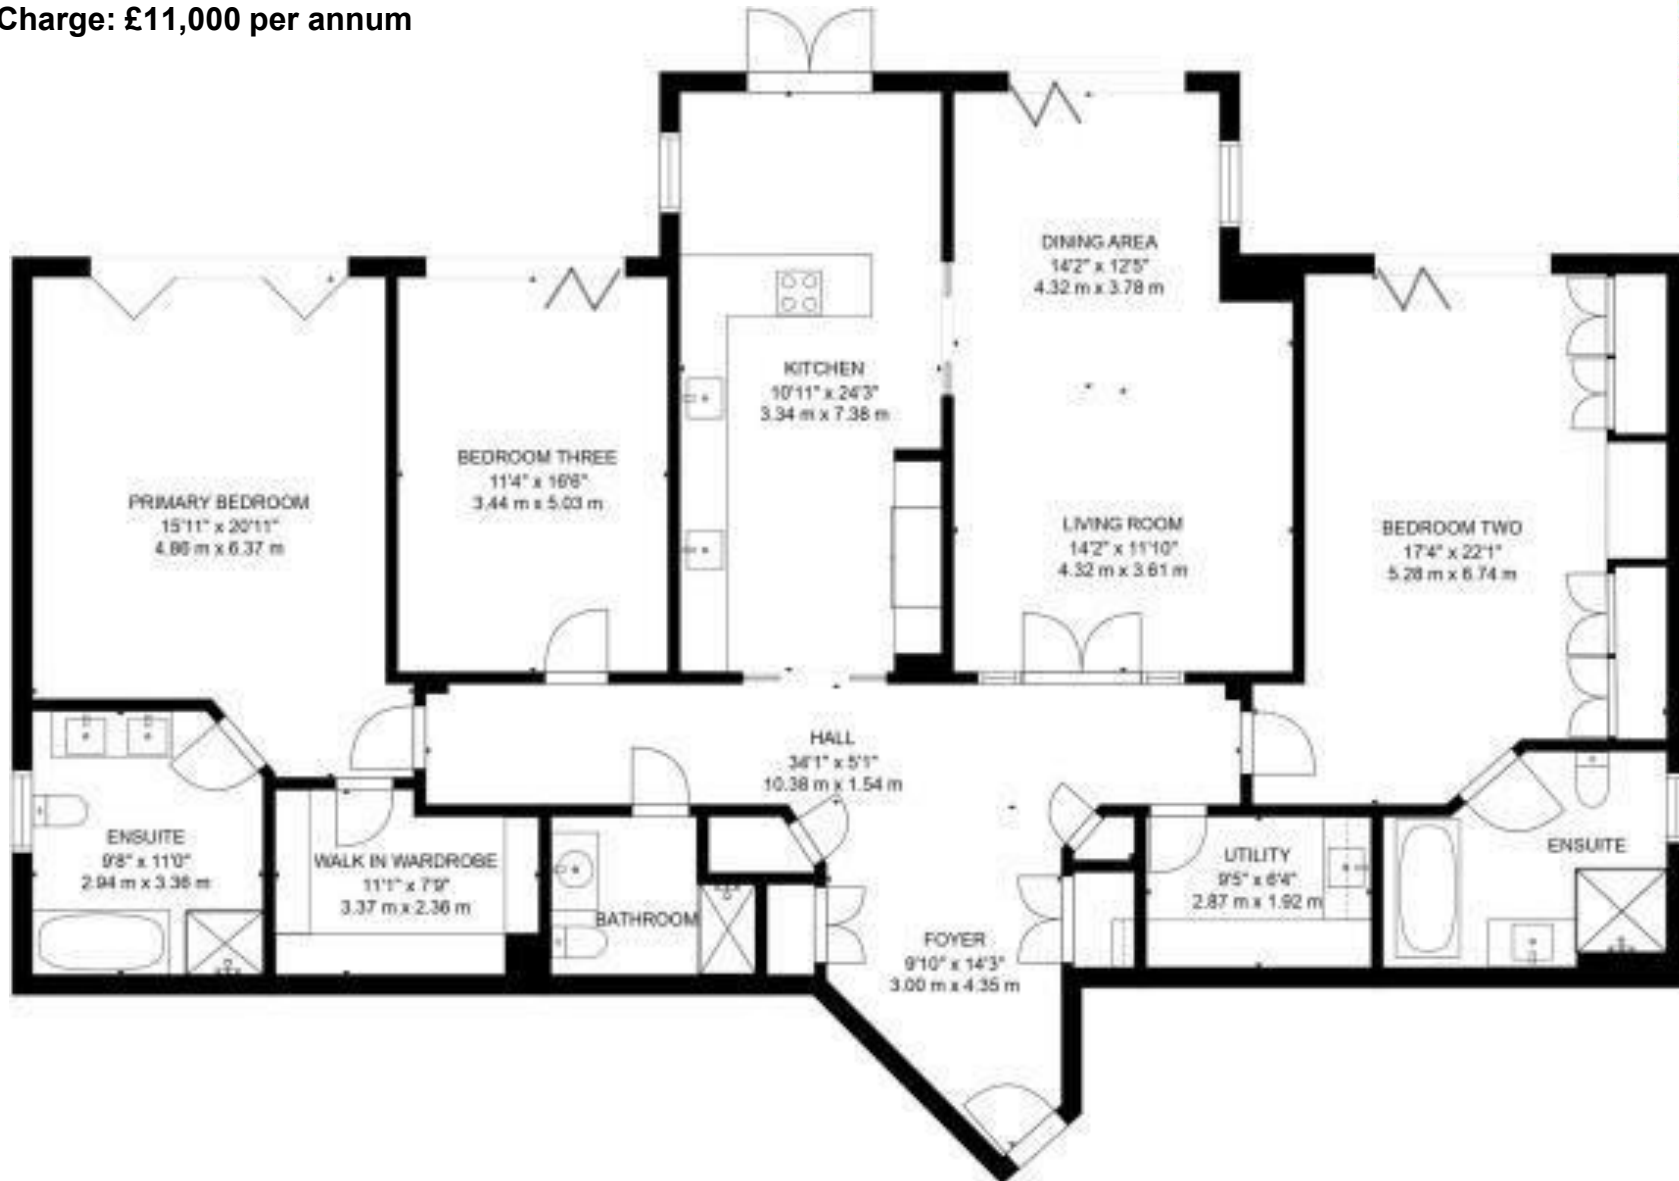 Charge: £11,000 per annum
DINING AREA
14'2" x 12'5"
4.32 m x 3.78 m
KITCHEN
10'11" x 24'3"
3.34 m x 7.38 m
BEDROOM THREE
11'4" x 16'6"
3.44 m x 5.03 m
PRIMARY BEDROOM
15'11" x 20'11"
4.86 m x 6.37 m
LIVING ROOM
14'2" x 11'10"
4.32 m x 3.61 m
BEDROOM TWO
17'4" x 22'1"
5.28 m x 6.74 m
HALL
34'1" x 5'1"
10.38 m x 1.54 m
ENSUITE
9'8" x 11'0"
2.94 m x 3.36 m
WALK IN WARDROBE
11'1" x 7'9"
3.37 m x 2.36 m
BATHROOM
FOYER
9'10" x 14'3"
3.00 m x 4.35 m
UTILITY
9'5" x 6'4"
2.87 m x 1.92 m
ENSUITE